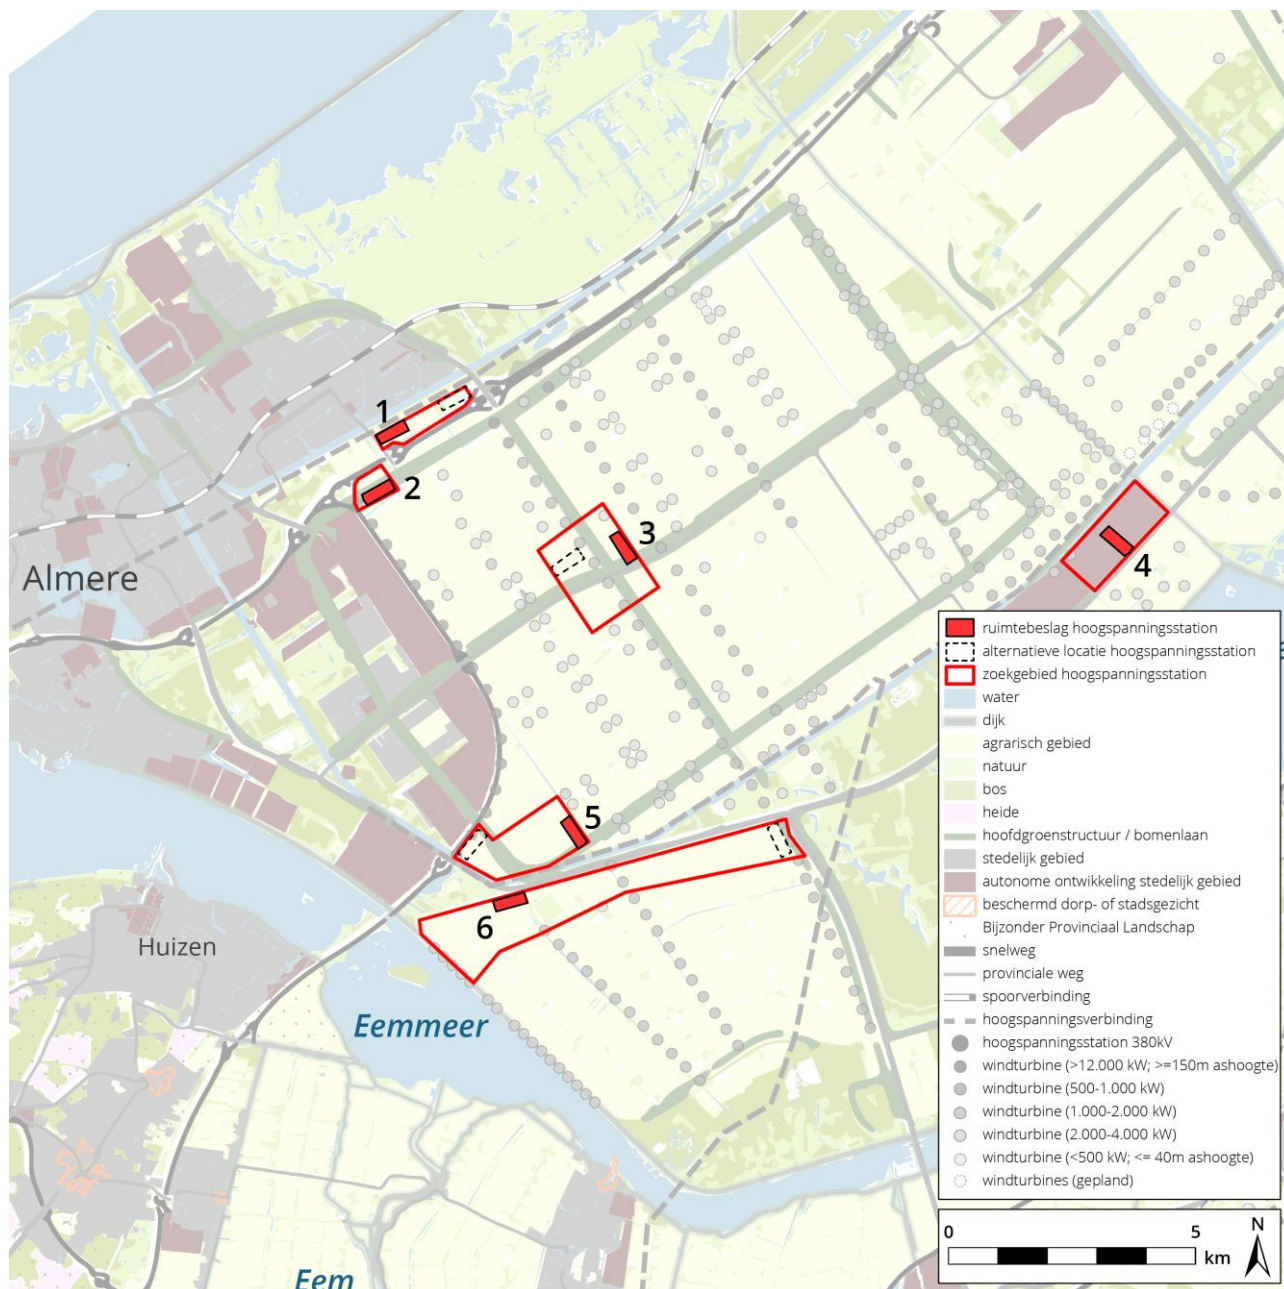 1
2
3
4
Almere
5
6
Huizen
Eemmeer
Eem
ruimtebeslag hoogspanningsstation
alternatieve locatie hoogspanningsstation
zoekgebied hoogspanningsstation
water
dijk
agrarisch gebied
natuur
bos
heide
hoofdgroenstructuur / bomenlaan
stedelijk gebied
autonome ontwikkeling stedelijk gebied
beschermd dorp- of stadsgezicht
Bijzonder Provinciaal Landschap
snelweg
provinciale weg
spoorverbinding
hoogspanningsverbinding
hoogspanningsstation 380kV
windturbine (>12.000 kW; >=150m ashoogte)
windturbine (500-1.000 kW)
windturbine (1.000-2.000 kW)
windturbine (2.000-4.000 kW)
windturbine (<500 kW; <= 40m ashoogte)
windturbines (gepland)
0 5
km
N